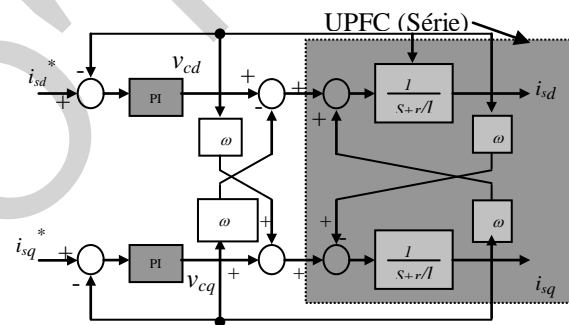 UPFC (Série)
- v_cd
i_sd* + PI + - + + + 1 / S+r/l i_sd
ω ω
ω ω
i_sq* + - PI v_cq + + + + - 1 / S+r/l i_sq